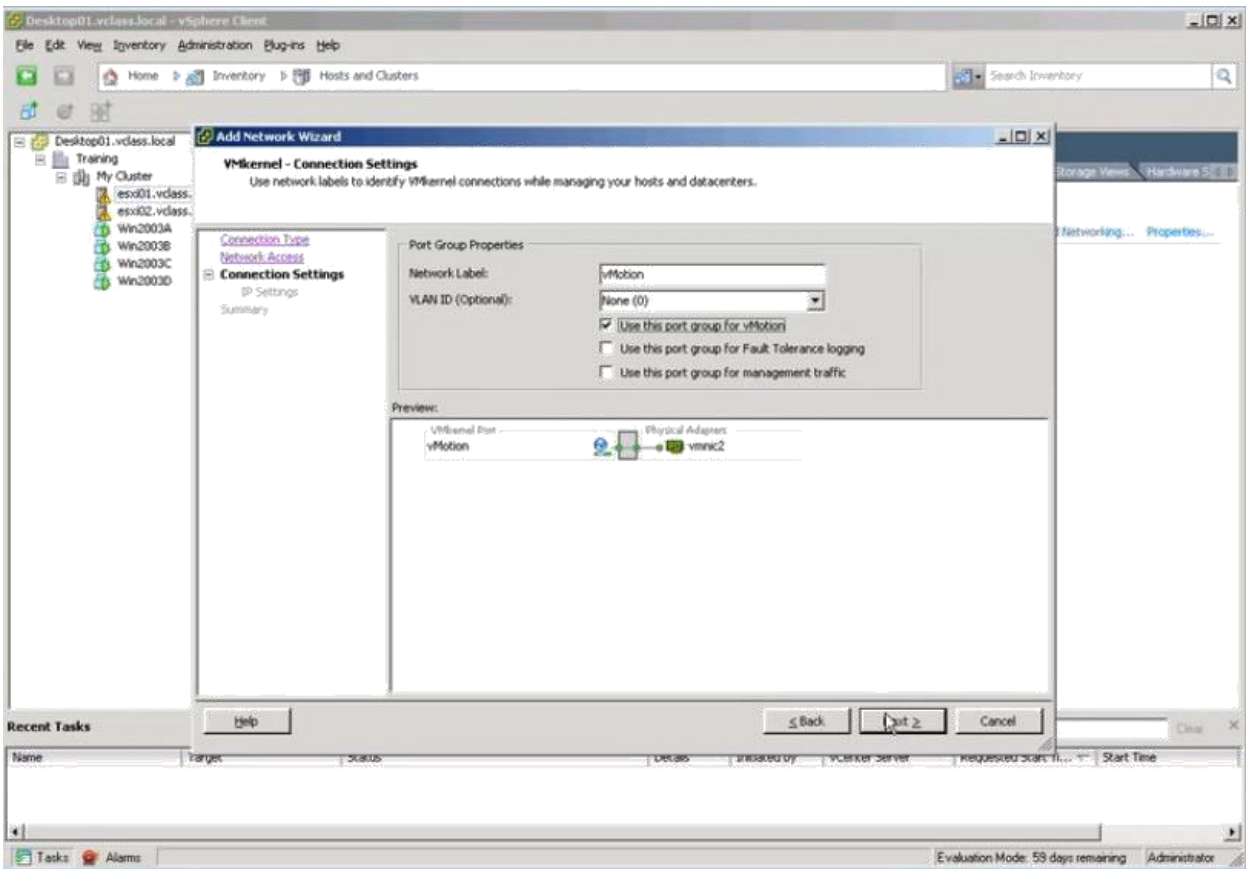 Desktop01.vclass.local - vSphere Client
File Edit View Inventory Administration Plug-ins Help
Home Inventory Hosts and Clusters Search Inventory
Desktop01.vclass.local
Training
My Cluster
esxi01.vclass.
esxi02.vclass.
Win2003A
Win2003B
Win2003C
Win2003D
Storage Views Hardware S
Networking... Properties...
Add Network Wizard
VMkernel - Connection Settings
Use network labels to identify VMkernel connections while managing your hosts and datacenters.
Connection Type
Network Access
Connection Settings
IP Settings
Summary
Port Group Properties
Network Label: vMotion
VLAN ID (Optional): None (0)
Use this port group for vMotion
Use this port group for Fault Tolerance logging
Use this port group for management traffic
Preview:
VMkernel Port Physical Adapters
vMotion vmnic2
Help < Back Next > Cancel
Recent Tasks Clear
Name Target Status Details Initiated by vCenter Server Requested Start Ti... Start Time
Tasks Alarms Evaluation Mode: 59 days remaining Administrator